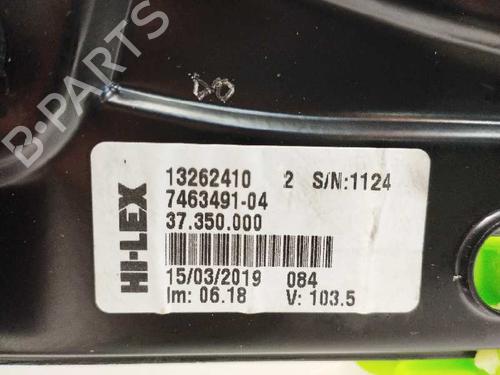 B-PARTS
HI-LEX
13262410 2 S/N:1124
7463491-04
37.350.000
15/03/2019 084
Im: 06.18 V: 103.5